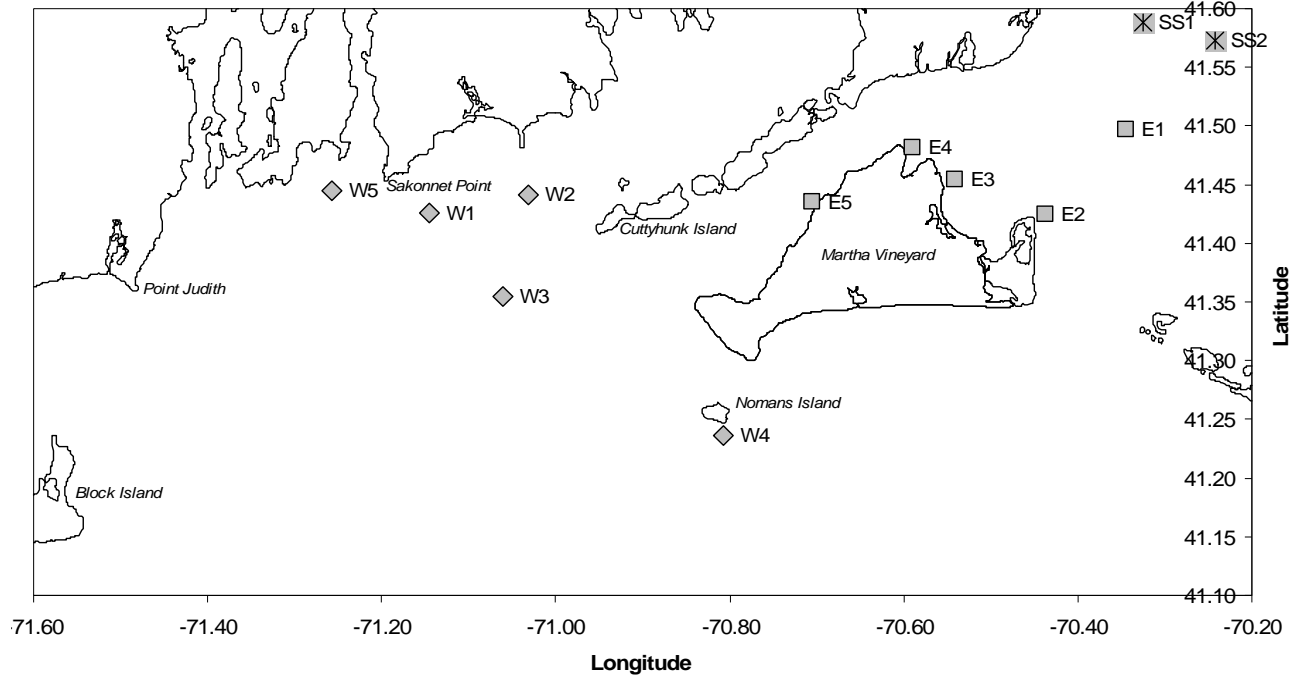 41.60
SS1
SS2
41.55
E1
41.50
E4
E3
Sakonnet Point
W5
W2
E5
41.45
W1
E2
Cuttyhunk Island
Martha Vineyard
41.40
Point Judith
W3
41.35
41.30
Nomans Island
41.25
W4
Block Island
41.20
41.15
41.10
Latitude
-71.60
-71.40
-71.20
-71.00
-70.80
-70.60
-70.40
-70.20
Longitude